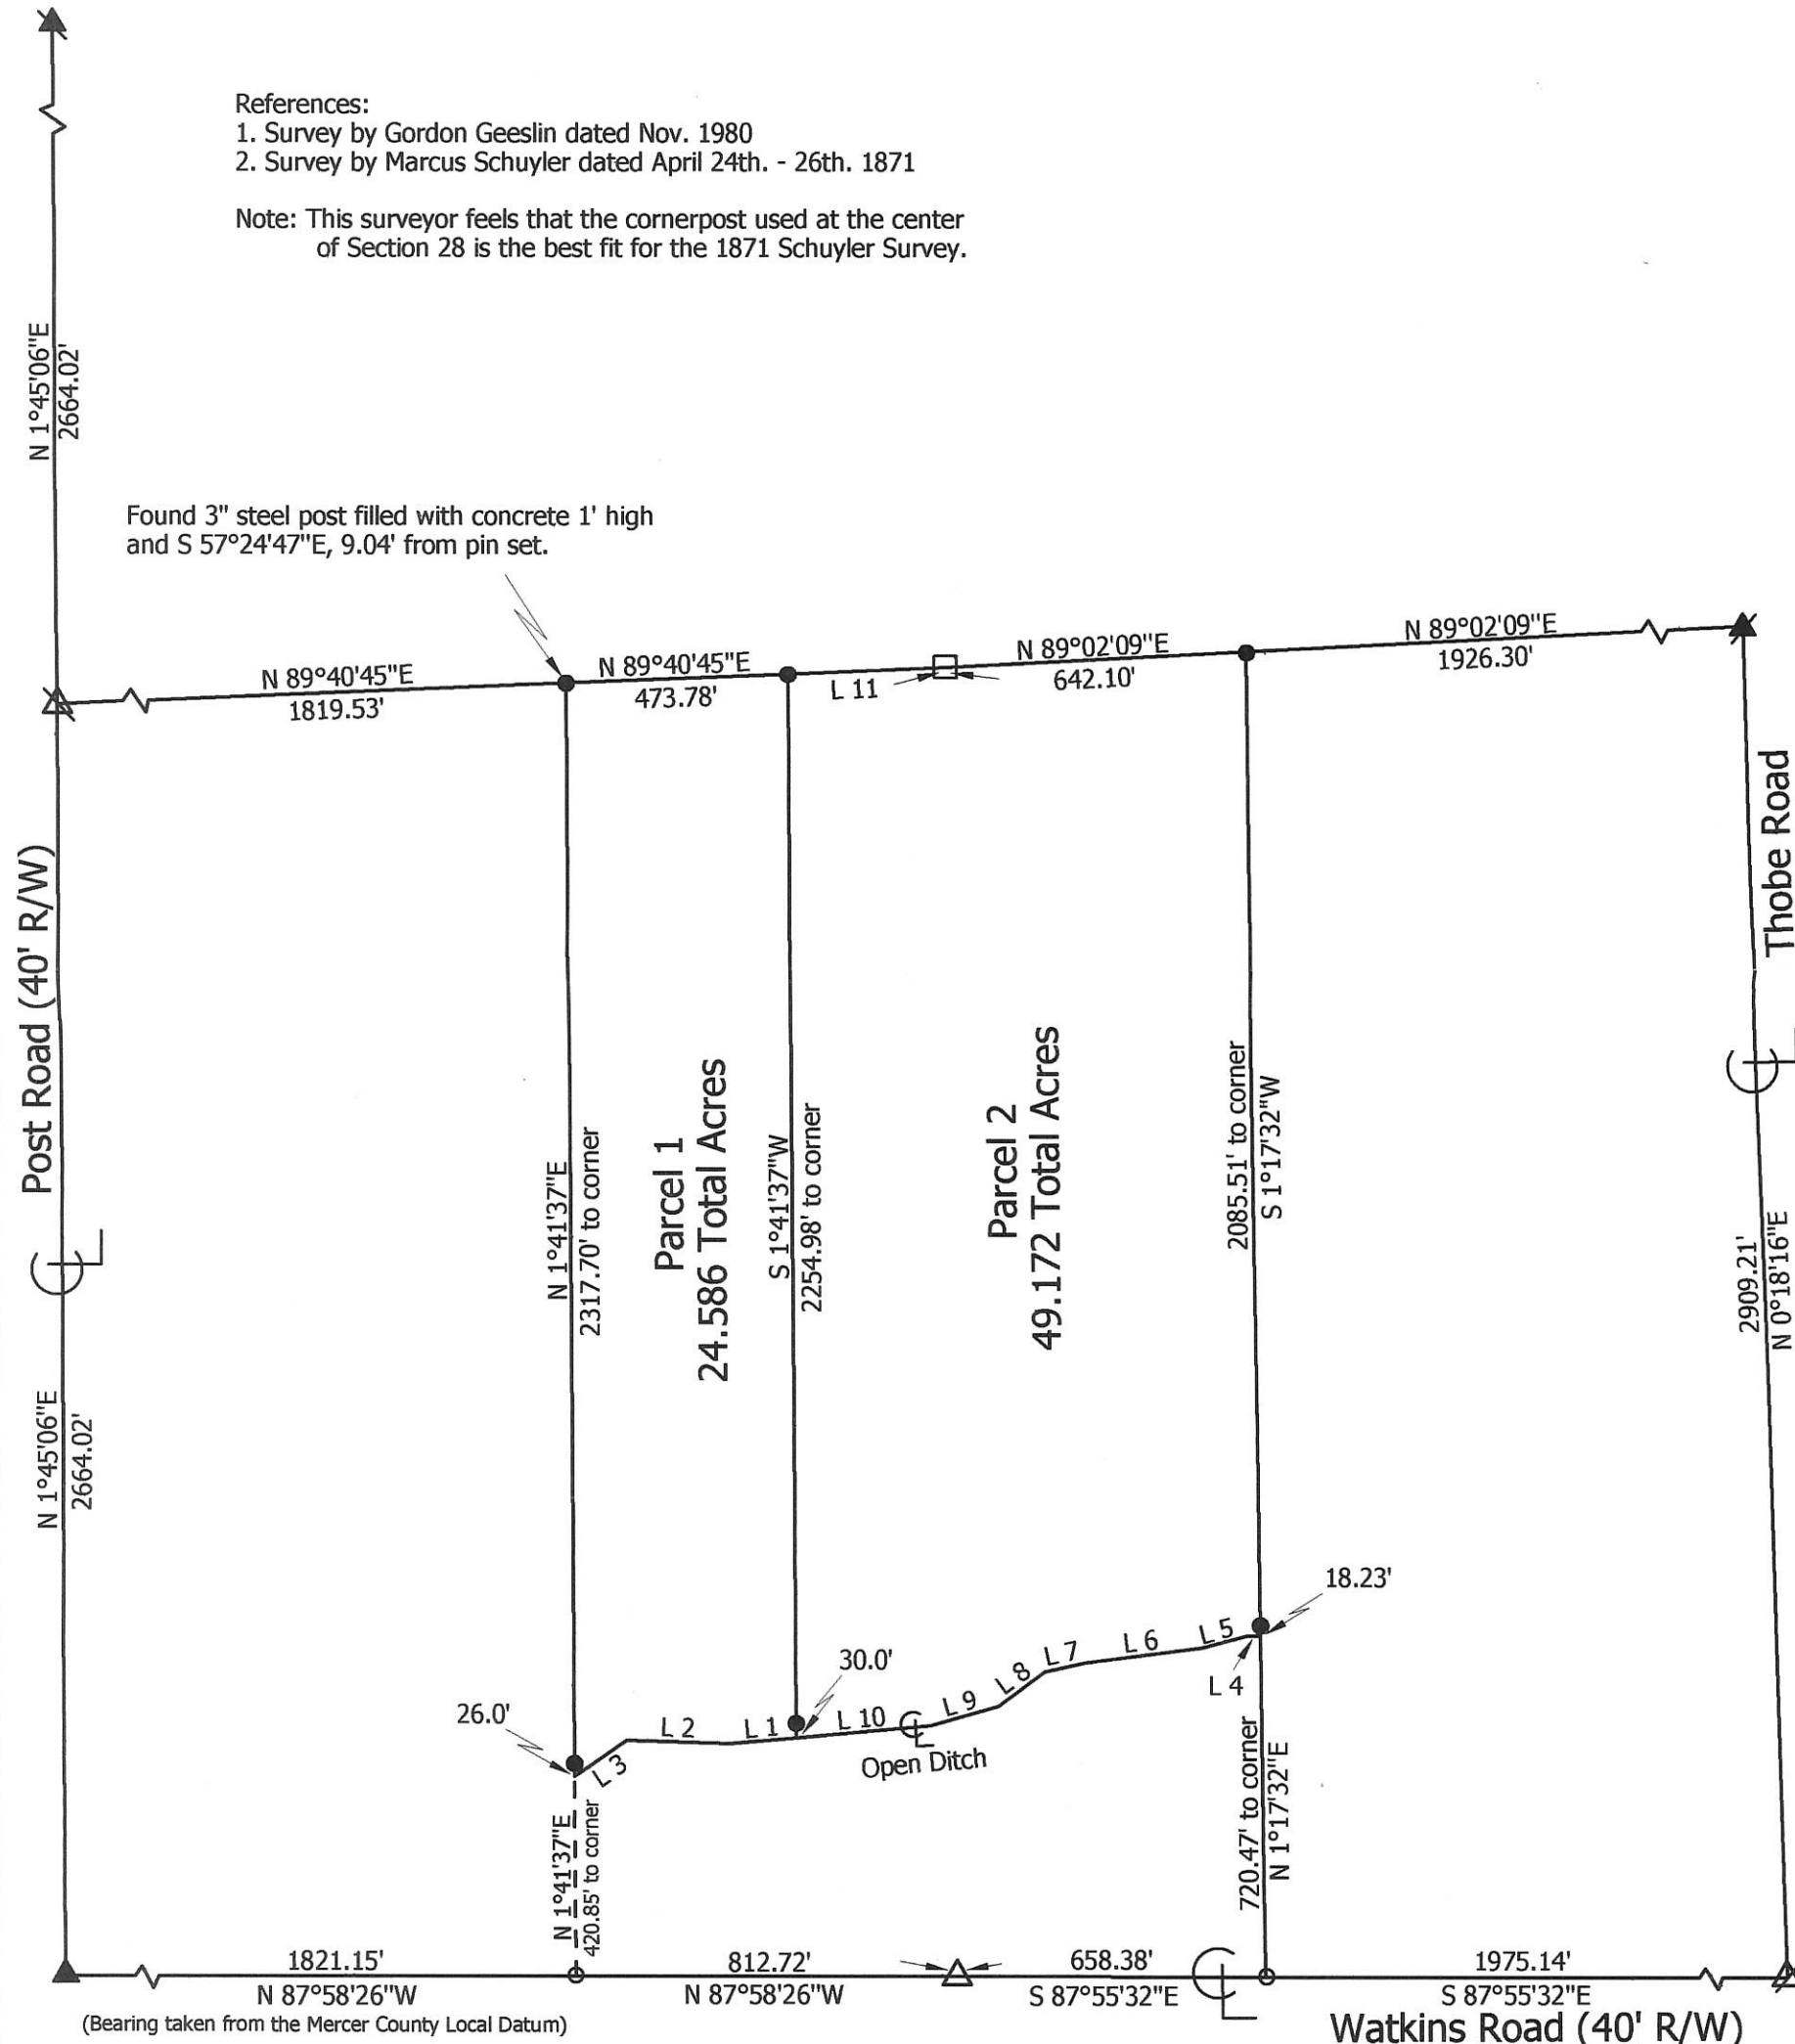 References:
1. Survey by Gordon Geeslin dated Nov. 1980
2. Survey by Marcus Schuyler dated April 24th. - 26th. 1871
Note: This surveyor feels that the cornerpost used at the center
of Section 28 is the best fit for the 1871 Schuyler Survey.
N 1°45'06"E
2664.02'
Found 3" steel post filled with concrete 1' high
and S 57°24'47"E, 9.04' from pin set.
N 89°40'45"E
1819.53'
N 89°40'45"E
473.78'
L 11
N 89°02'09"E
642.10'
N 89°02'09"E
1926.30'
Post Road (40' R/W)
Thobe Road
N 1°41'37"E
2317.70' to corner
Parcel 1
24.586 Total Acres
S 1°41'37"W
2254.98' to corner
Parcel 2
49.172 Total Acres
2085.51' to corner
S 1°17'32"W
2909.21'
N 0°18'16"E
CL
CL
N 1°45'06"E
2664.02'
18.23'
30.0'
26.0'
L 3
L 2
L 1
L 10
CL
L 9
L 8
L 7
L 6
L 5
L 4
Open Ditch
N 1°41'37"E
420.85' to corner
720.47' to corner
N 1°17'32"E
1821.15'
N 87°58'26"W
812.72'
N 87°58'26"W
658.38'
S 87°55'32"E
CL
1975.14'
S 87°55'32"E
(Bearing taken from the Mercer County Local Datum)
Watkins Road (40' R/W)